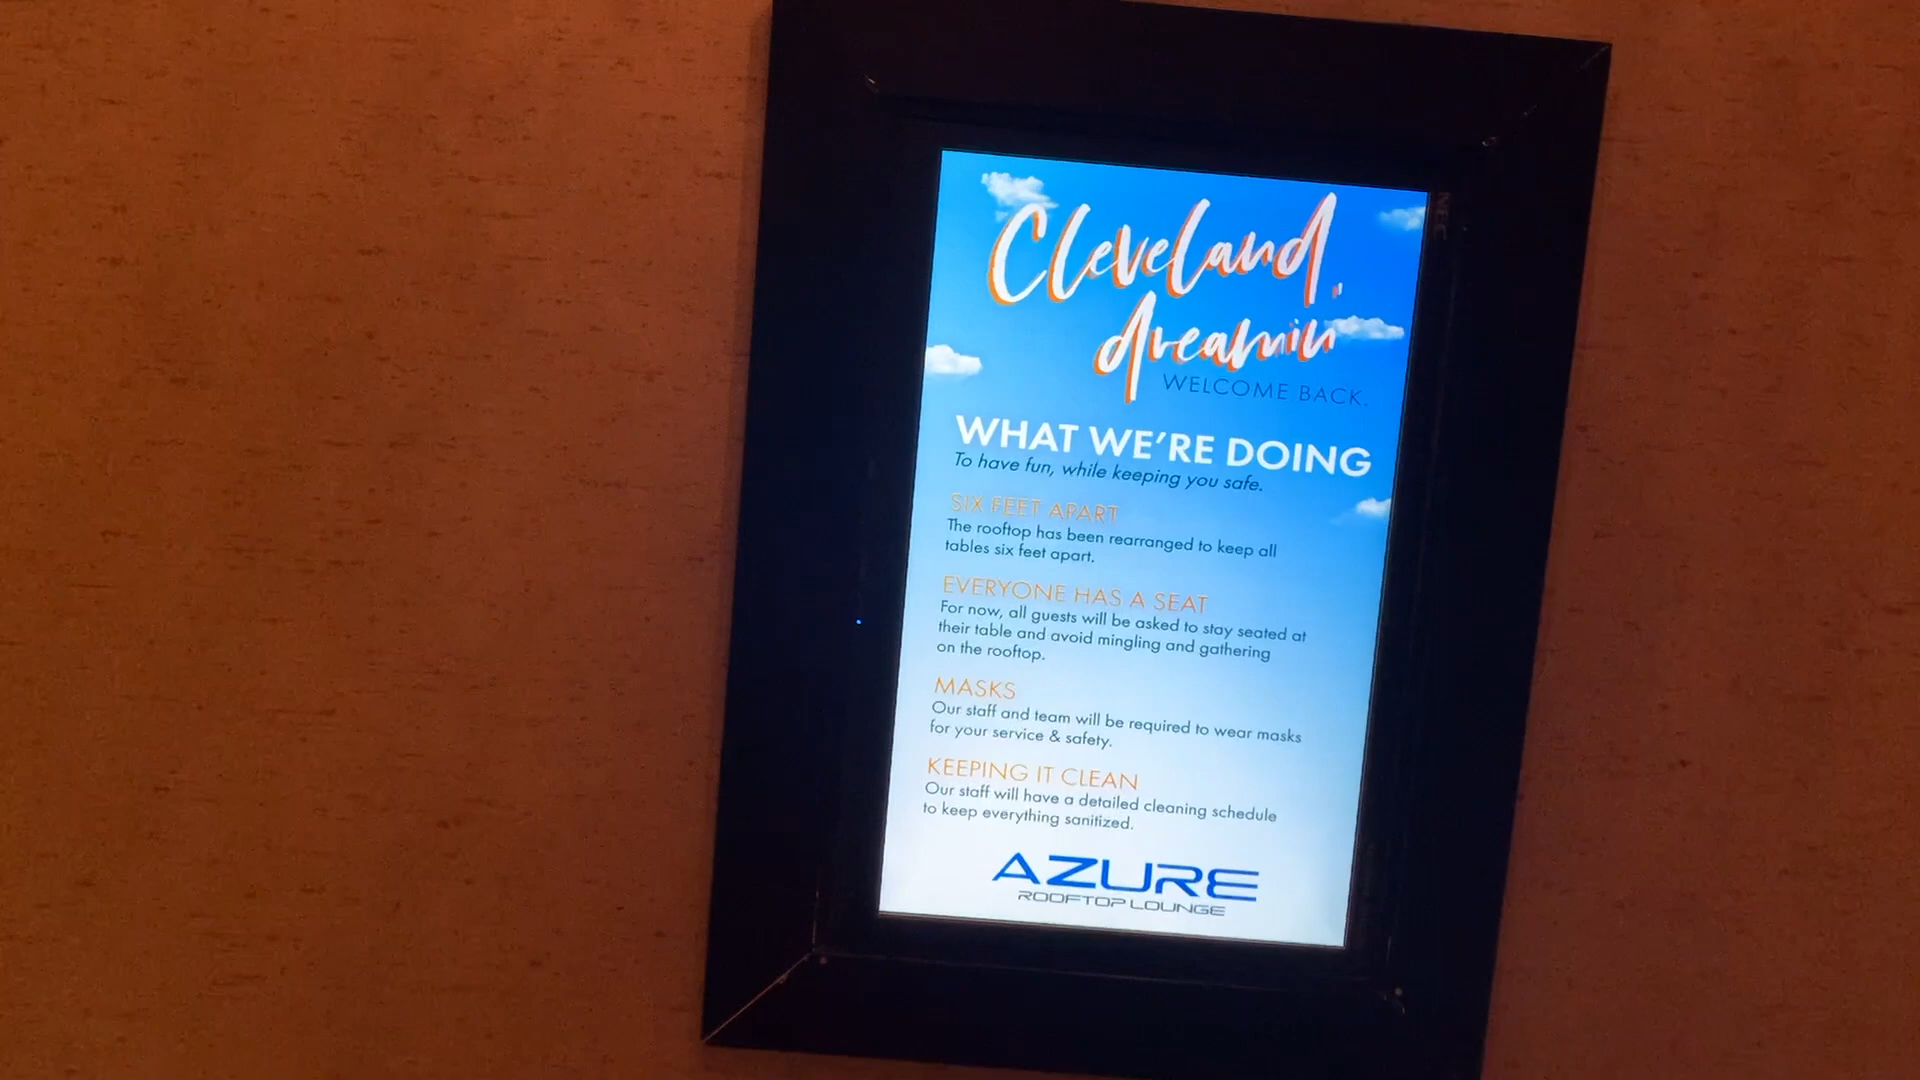 Cleveland,
dreamin'
WELCOME BACK.
WHAT WE'RE DOING
To have fun, while keeping you safe.
SIX FEET APART
The rooftop has been rearranged to keep all
tables six feet apart.
EVERYONE HAS A SEAT
For now, all guests will be asked to stay seated at
their table and avoid mingling and gathering
on the rooftop.
MASKS
Our staff and team will be required to wear masks
for your service & safety.
KEEPING IT CLEAN
Our staff will have a detailed cleaning schedule
to keep everything sanitized.
AZURE
ROOFTOP LOUNGE
NEC